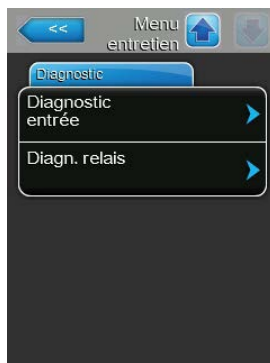 << Menu
entretien
Diagnostic
Diagnostic
entrée
Diagn. relais